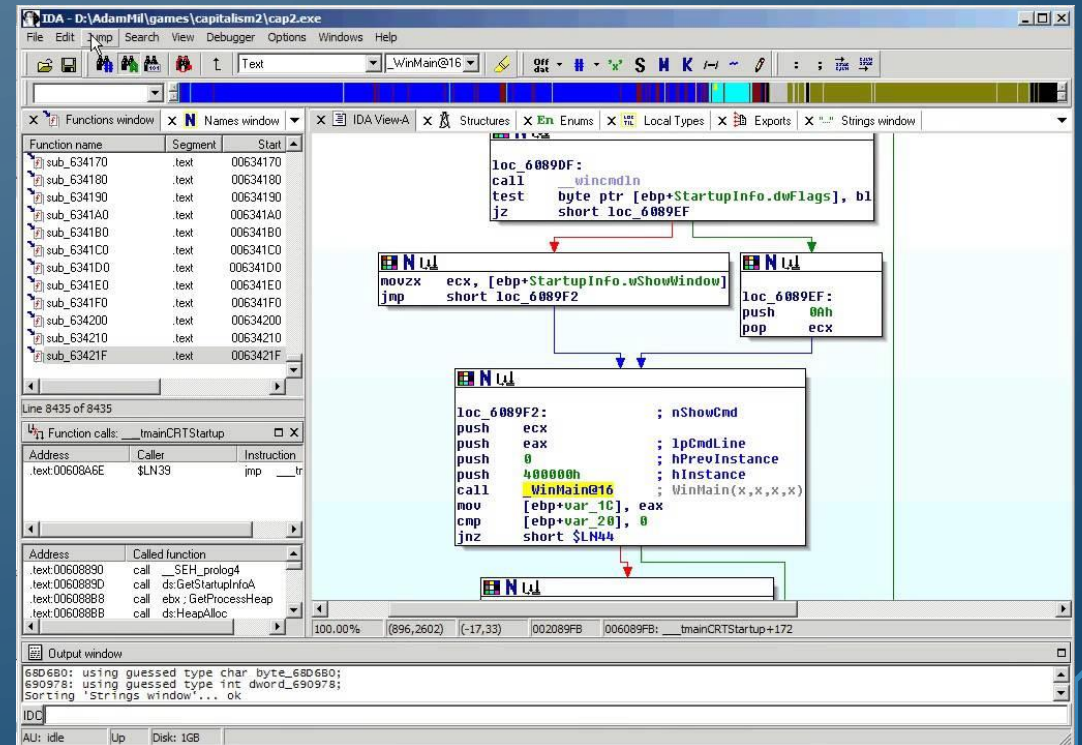 IDA - D:\AdamMil\games\capitalism2\cap2.exe
File Edit Jump Search View Debugger Options Windows Help
Text
_WinMain@16
Off dat # 'x' S M K
Functions window
Names window
IDA View-A
Structures
En Enums
Local Types
Exports
"..." Strings window
Function name Segment Start
sub_634170 .text 00634170
sub_634180 .text 00634180
sub_634190 .text 00634190
sub_6341A0 .text 006341A0
sub_6341B0 .text 006341B0
sub_6341C0 .text 006341C0
sub_6341D0 .text 006341D0
sub_6341E0 .text 006341E0
sub_6341F0 .text 006341F0
sub_634200 .text 00634200
sub_634210 .text 00634210
sub_63421F .text 0063421F
Line 8435 of 8435
Function calls: ___tmainCRTStartup
Address Caller Instruction
.text:00608A6E $LN39 jmp ___tr
Address Called function
.text:00608890 call __SEH_prolog4
.text:0060889D call ds:GetStartupInfoA
.text:006088B8 call ebx ; GetProcessHeap
.text:006088BB call ds:HeapAlloc
loc_6089DF:
call __wincmdln
test byte ptr [ebp+StartupInfo.dwFlags], bl
jz short loc_6089EF
movzx ecx, [ebp+StartupInfo.wShowWindow]
jmp short loc_6089F2
loc_6089EF:
push 0Ah
pop ecx
loc_6089F2: ; nShowCmd
push ecx
push eax ; lpCmdLine
push 0 ; hPrevInstance
push 400000h ; hInstance
call _WinMain@16 ; WinMain(x,x,x,x)
mov [ebp+var_1C], eax
cmp [ebp+var_20], 0
jnz short $LN44
100.00% (896,2602) (-17,33) 002089FB 006089FB: ___tmainCRTStartup+172
Output window
68D6B0: using guessed type char byte_68D6B0;
690978: using guessed type int dword_690978;
Sorting 'Strings window'... ok
IDC
AU: idle Up Disk: 1GB